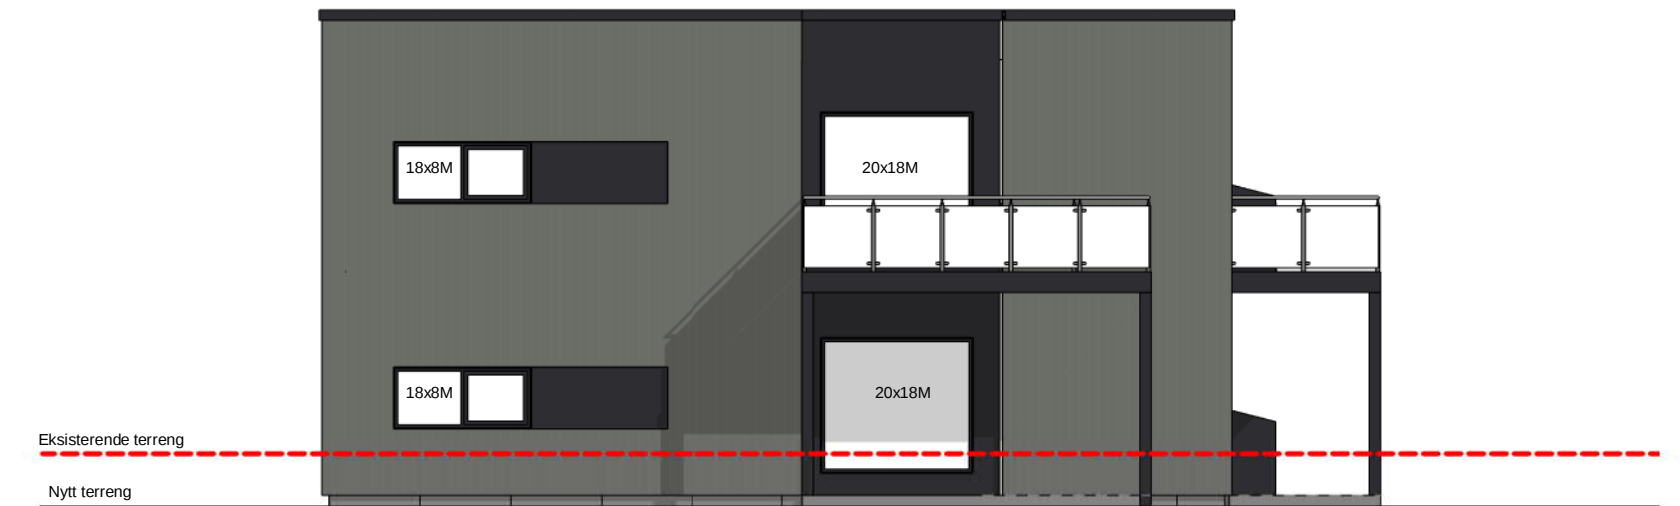 18x8M
20x18M
18x8M
20x18M
Eksisterende terreng
Nytt terreng